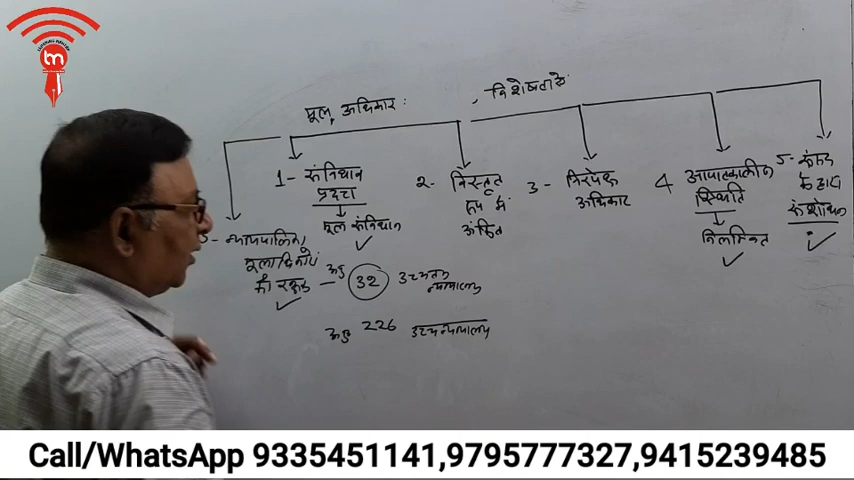 मूल अधिकार : - विशेषताऐं
1- संविधान
प्रदत्त
मूल संविधान
2- विस्तृत
रूप में
अंकित
3- निरपेक्ष
अधिकार
4 आपातकालीन
स्थिति
निलम्बित
5- संसद
के द्वारा
संशोधन
न्यायपालिका
मूलाधिकारों
की रक्षक - अनु 32 उच्चतम
न्यायालय
अनु 226 उच्च न्यायालय
Call/WhatsApp 9335451141,9795777327,9415239485